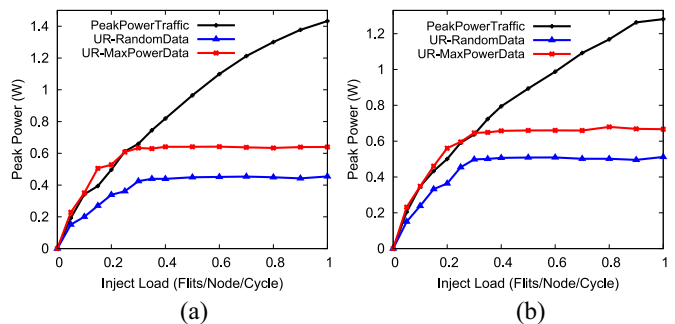 1.4
1.2
1
0.8
0.6
0.4
0.2
0
Peak Power (W)
PeakPowerTraffic
UR-RandomData
UR-MaxPowerData
0 0.2 0.4 0.6 0.8 1
Inject Load (Flits/Node/Cycle)
(a)
1.2
1
0.8
0.6
0.4
0.2
0
Peak Power (W)
PeakPowerTraffic
UR-RandomData
UR-MaxPowerData
0 0.2 0.4 0.6 0.8 1
Inject Load (Flits/Node/Cycle)
(b)